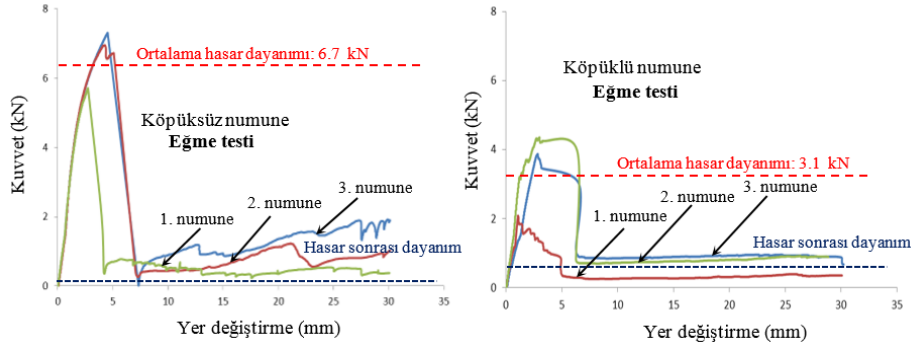 8
6
4
2
0
Kuvvet (kN)
0
5
10
15
20
25
30
35
Yer değiştirme (mm)
Ortalama hasar dayanımı: 6.7 kN
Köpüksüz numune
Eğme testi
1. numune
2. numune
3. numune
Hasar sonrası dayanım
8
6
4
2
0
Kuvvet (kN)
0
5
10
15
20
25
30
35
Yer değiştirme (mm)
Köpüklü numune
Eğme testi
Ortalama hasar dayanımı: 3.1 kN
1. numune
2. numune
3. numune
Hasar sonrası dayanım